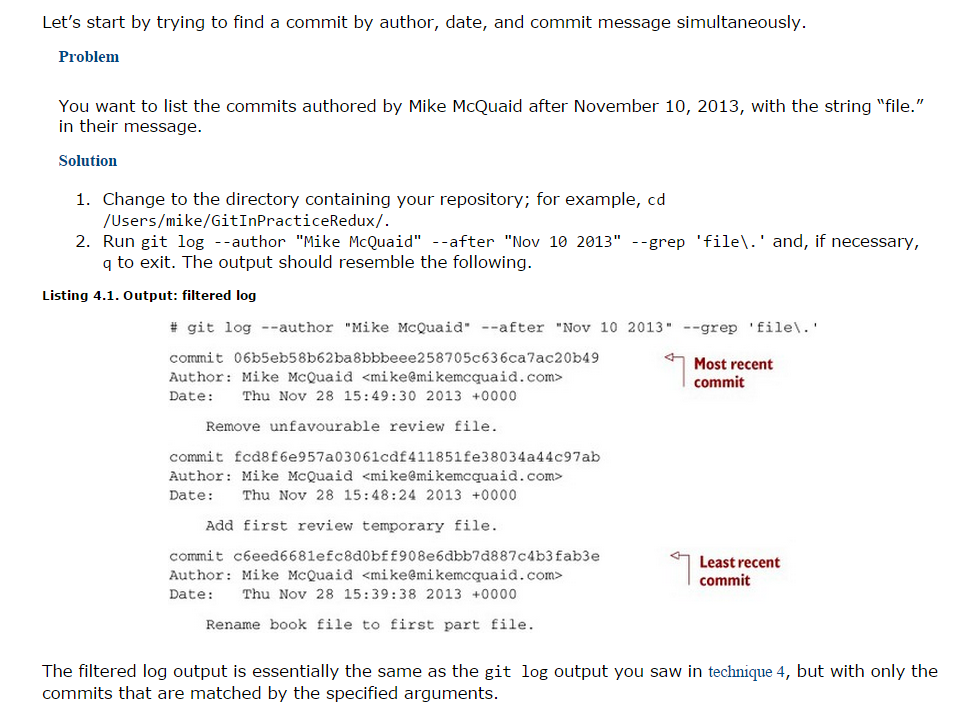 Let’s start by trying to find a commit by author, date, and commit message simultaneously.
Problem
You want to list the commits authored by Mike McQuaid after November 10, 2013, with the string “file.”
in their message.
Solution
1. Change to the directory containing your repository; for example, cd
/Users/mike/GitInPracticeRedux/.
2. Run git log --author "Mike McQuaid" --after "Nov 10 2013" --grep 'file\.' and, if necessary,
q to exit. The output should resemble the following.
Listing 4.1. Output: filtered log
# git log --author "Mike McQuaid" --after "Nov 10 2013" --grep 'file\.'
commit 06b5eb58b62ba8bbbeee258705c636ca7ac20b49
Most recent
Author: Mike McQuaid <mike@mikemcquaid.com>
commit
Date: Thu Nov 28 15:49:30 2013 +0000
Remove unfavourable review file.
commit fcd8f6e957a03061cdf411851fe38034a44c97ab
Author: Mike McQuaid <mike@mikemcquaid.com>
Date: Thu Nov 28 15:48:24 2013 +0000
Add first review temporary file.
commit c6eed6681efc8d0bff908e6dbb7d887c4b3fab3e
Least recent
Author: Mike McQuaid <mike@mikemcquaid.com>
commit
Date: Thu Nov 28 15:39:38 2013 +0000
Rename book file to first part file.
The filtered log output is essentially the same as the git log output you saw in technique 4, but with only the
commits that are matched by the specified arguments.